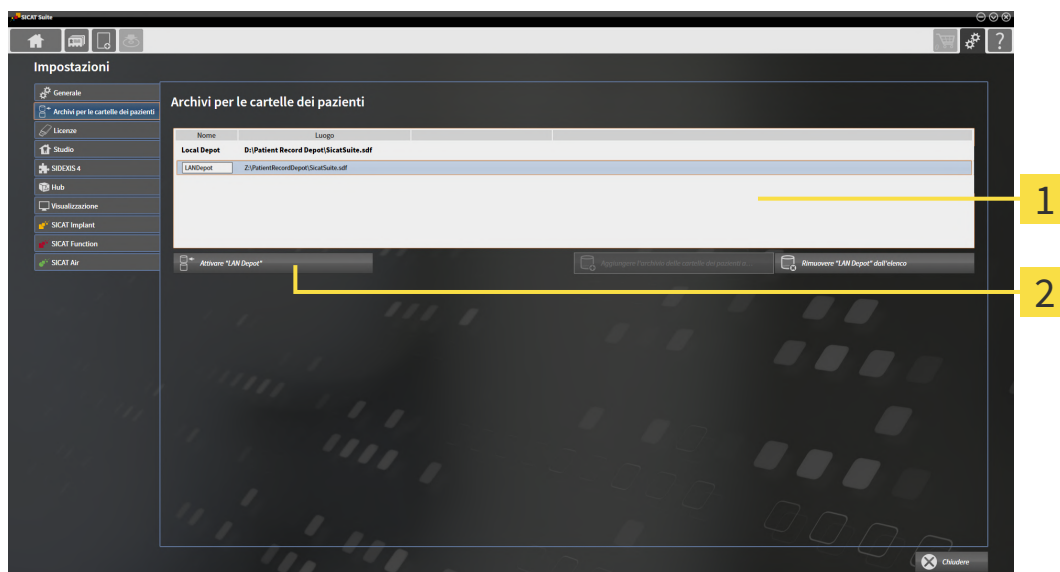 SICAT Suite
?
Impostazioni
Generale
Archivi per le cartelle dei pazienti
Licenze
Studio
SIDEXIS 4
Hub
Visualizzazione
SICAT Implant
SICAT Function
SICAT Air
Archivi per le cartelle dei pazienti
Nome Luogo
Local Depot D:\Patient Record Depot\SicatSuite.sdf
LANDepot Z:\PatientRecordDepot\SicatSuite.sdf
Attivare "LAN Depot"
Aggiungere l'archivio delle cartelle dei pazienti a...
Rimuovere "LAN Depot" dall'elenco
Chiudere
1
2